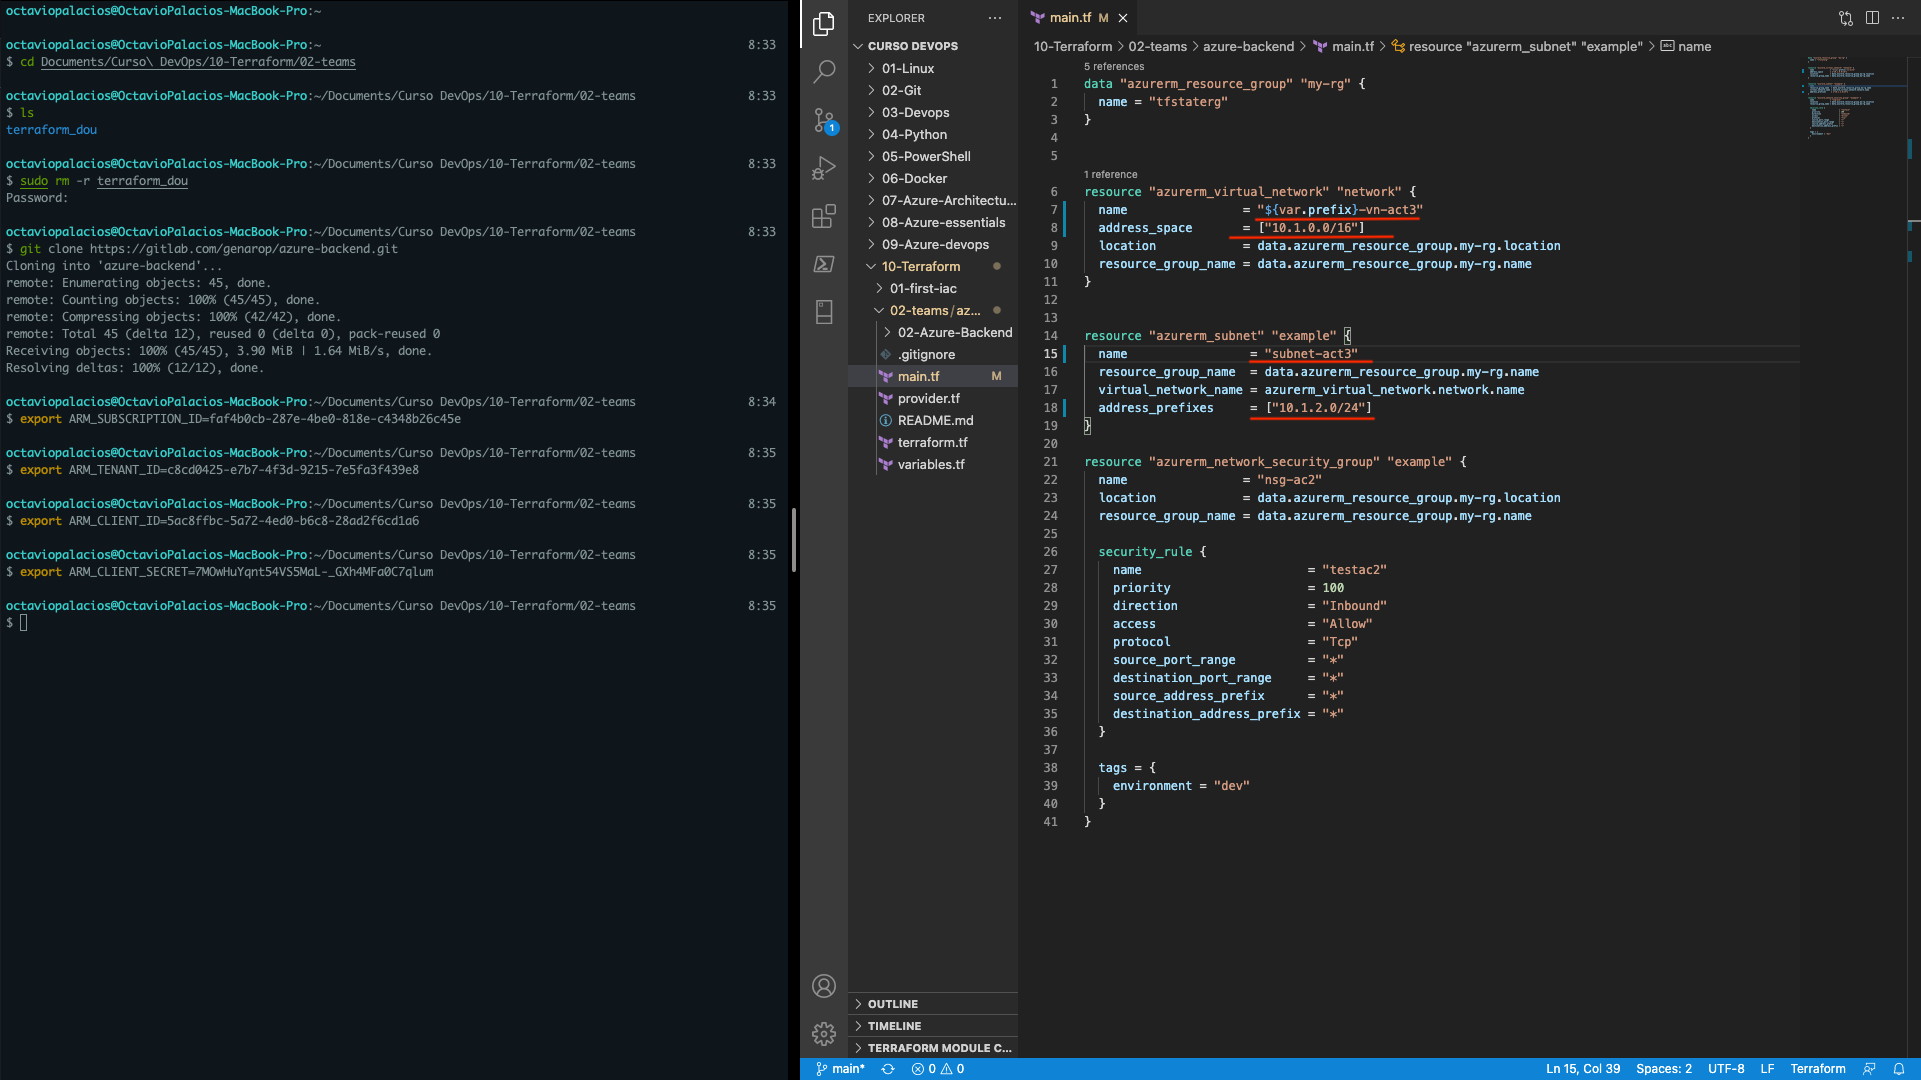 octaviopalacios@OctavioPalacios-MacBook-Pro:~
octaviopalacios@OctavioPalacios-MacBook-Pro:~ 8:33
$ cd Documents/Curso\ DevOps/10-Terraform/02-teams
octaviopalacios@OctavioPalacios-MacBook-Pro:~/Documents/Curso DevOps/10-Terraform/02-teams 8:33
$ ls
terraform_dou
octaviopalacios@OctavioPalacios-MacBook-Pro:~/Documents/Curso DevOps/10-Terraform/02-teams 8:33
$ sudo rm -r terraform_dou
Password:
octaviopalacios@OctavioPalacios-MacBook-Pro:~/Documents/Curso DevOps/10-Terraform/02-teams 8:33
$ git clone https://gitlab.com/genarop/azure-backend.git
Cloning into 'azure-backend'...
remote: Enumerating objects: 45, done.
remote: Counting objects: 100% (45/45), done.
remote: Compressing objects: 100% (42/42), done.
remote: Total 45 (delta 12), reused 0 (delta 0), pack-reused 0
Receiving objects: 100% (45/45), 3.90 MiB | 1.64 MiB/s, done.
Resolving deltas: 100% (12/12), done.
octaviopalacios@OctavioPalacios-MacBook-Pro:~/Documents/Curso DevOps/10-Terraform/02-teams 8:34
$ export ARM_SUBSCRIPTION_ID=faf4b0cb-287e-4be0-818e-c4348b26c45e
octaviopalacios@OctavioPalacios-MacBook-Pro:~/Documents/Curso DevOps/10-Terraform/02-teams 8:35
$ export ARM_TENANT_ID=c8cd0425-e7b7-4f3d-9215-7e5fa3f439e8
octaviopalacios@OctavioPalacios-MacBook-Pro:~/Documents/Curso DevOps/10-Terraform/02-teams 8:35
$ export ARM_CLIENT_ID=5ac8ffbc-5a72-4ed0-b6c8-28ad2f6cd1a6
octaviopalacios@OctavioPalacios-MacBook-Pro:~/Documents/Curso DevOps/10-Terraform/02-teams 8:35
$ export ARM_CLIENT_SECRET=7MOwHuYqnt54VS5MaL-_GXh4MFa0C7qlum
octaviopalacios@OctavioPalacios-MacBook-Pro:~/Documents/Curso DevOps/10-Terraform/02-teams 8:35
$
1
EXPLORER ...
CURSO DEVOPS
01-Linux
02-Git
03-Devops
04-Python
05-PowerShell
06-Docker
07-Azure-Architectu...
08-Azure-essentials
09-Azure-devops
10-Terraform
01-first-iac
02-teams/az...
02-Azure-Backend
.gitignore
main.tf M
provider.tf
README.md
terraform.tf
variables.tf
OUTLINE
TIMELINE
TERRAFORM MODULE C...
main.tf M
10-Terraform > 02-teams > azure-backend > main.tf > resource "azurerm_subnet" "example" > name
5 references
1 data "azurerm_resource_group" "my-rg" {
2 name = "tfstaterg"
3 }
4
5
1 reference
6 resource "azurerm_virtual_network" "network" {
7 name = "${var.prefix}-vn-act3"
8 address_space = ["10.1.0.0/16"]
9 location = data.azurerm_resource_group.my-rg.location
10 resource_group_name = data.azurerm_resource_group.my-rg.name
11 }
12
13
14 resource "azurerm_subnet" "example" {
15 name = "subnet-act3"
16 resource_group_name = data.azurerm_resource_group.my-rg.name
17 virtual_network_name = azurerm_virtual_network.network.name
18 address_prefixes = ["10.1.2.0/24"]
19 }
20
21 resource "azurerm_network_security_group" "example" {
22 name = "nsg-ac2"
23 location = data.azurerm_resource_group.my-rg.location
24 resource_group_name = data.azurerm_resource_group.my-rg.name
25
26 security_rule {
27 name = "testac2"
28 priority = 100
29 direction = "Inbound"
30 access = "Allow"
31 protocol = "Tcp"
32 source_port_range = "*"
33 destination_port_range = "*"
34 source_address_prefix = "*"
35 destination_address_prefix = "*"
36 }
37
38 tags = {
39 environment = "dev"
40 }
41 }
main* 0 0 Ln 15, Col 39 Spaces: 2 UTF-8 LF Terraform